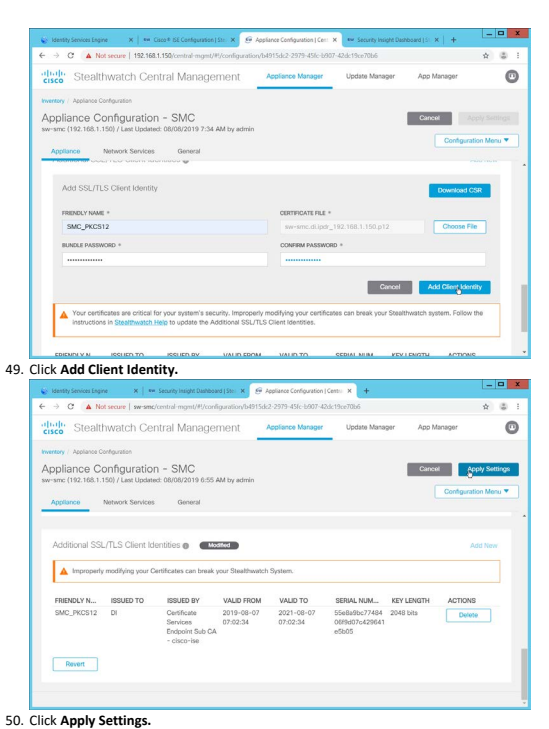 Identity Services Engine
Cisco® ISE Configuration | Ste
Appliance Configuration | Cent
Security Insight Dashboard | St
+
Not secure | 192.168.1.150/central-mgmt/#/configuration/b4915dc2-2979-45fc-b907-42dc19ce70b6
cisco Stealthwatch Central Management Appliance Manager Update Manager App Manager
Inventory / Appliance Configuration
Appliance Configuration - SMC
Cancel Apply Settings
sw-smc (192.168.1.150) / Last Updated: 08/08/2019 7:34 AM by admin
Configuration Menu ▼
Appliance Network Services General
Add SSL/TLS Client Identity
Download CSR
FRIENDLY NAME * CERTIFICATE FILE *
SMC_PKCS12 sw-smc.di.ipdr_192.168.1.150.p12 Choose File
BUNDLE PASSWORD * CONFIRM PASSWORD *
Cancel Add Client Identity
Your certificates are critical for your system's security. Improperly modifying your certificates can break your Stealthwatch system. Follow the
instructions in Stealthwatch Help to update the Additional SSL/TLS Client Identities.
FRIENDLY N... ISSUED TO ISSUED BY VALID FROM VALID TO SERIAL NUM... KEY LENGTH ACTIONS
49. Click Add Client Identity.
Identity Services Engine
Security Insight Dashboard | Ste
Appliance Configuration | Centr
+
Not secure | sw-smc/central-mgmt/#/configuration/b4915dc2-2979-45fc-b907-42dc19ce70b6
cisco Stealthwatch Central Management Appliance Manager Update Manager App Manager
Inventory / Appliance Configuration
Appliance Configuration - SMC
Cancel Apply Settings
sw-smc (192.168.1.150) / Last Updated: 08/08/2019 6:55 AM by admin
Configuration Menu ▼
Appliance Network Services General
Additional SSL/TLS Client Identities Modified Add New
Improperly modifying your Certificates can break your Stealthwatch System.
FRIENDLY N... ISSUED TO ISSUED BY VALID FROM VALID TO SERIAL NUM... KEY LENGTH ACTIONS
SMC_PKCS12 DI Certificate 2019-08-07 2021-08-07 55e8a9bc77484 2048 bits Delete
Services 07:02:34 07:02:34 06f9d07c429641
Endpoint Sub CA e5b05
- cisco-ise
Revert
50. Click Apply Settings.